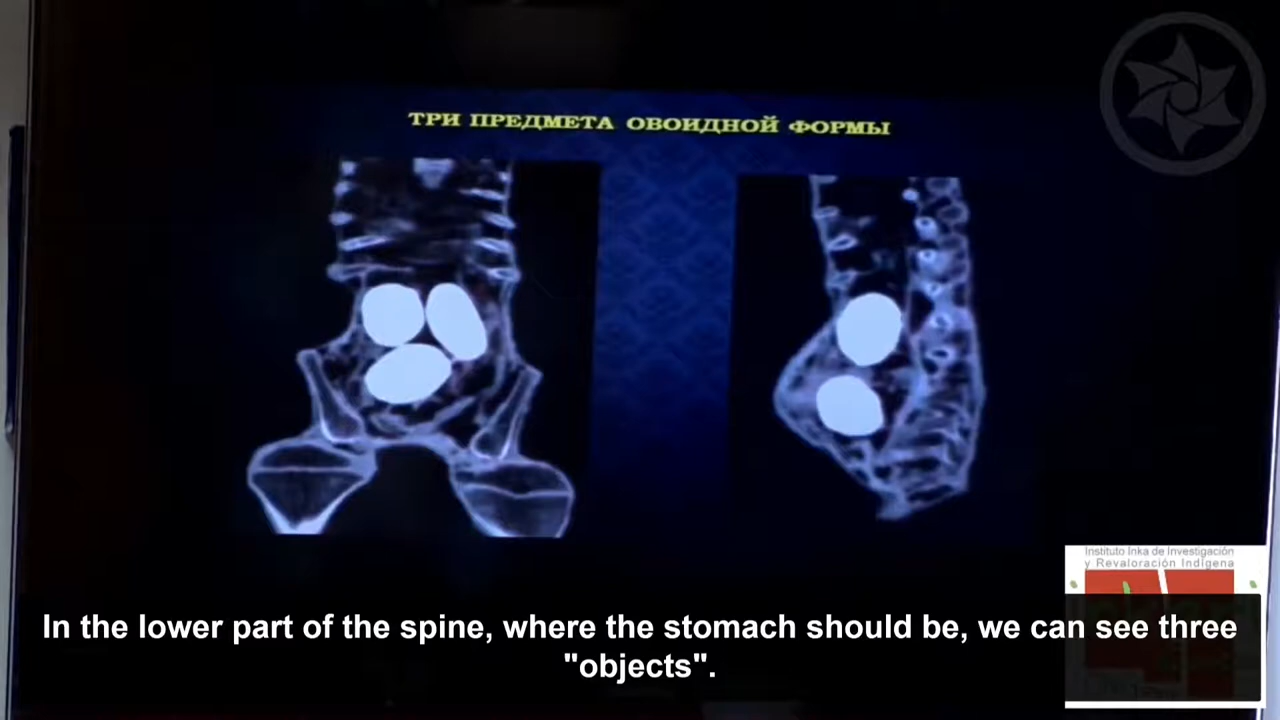 ТРИ ПРЕДМЕТА ОВОИДНОЙ ФОРМЫ
Instituto Inka de Investigación
y Revaloración Indígena
In the lower part of the spine, where the stomach should be, we can see three
"objects".